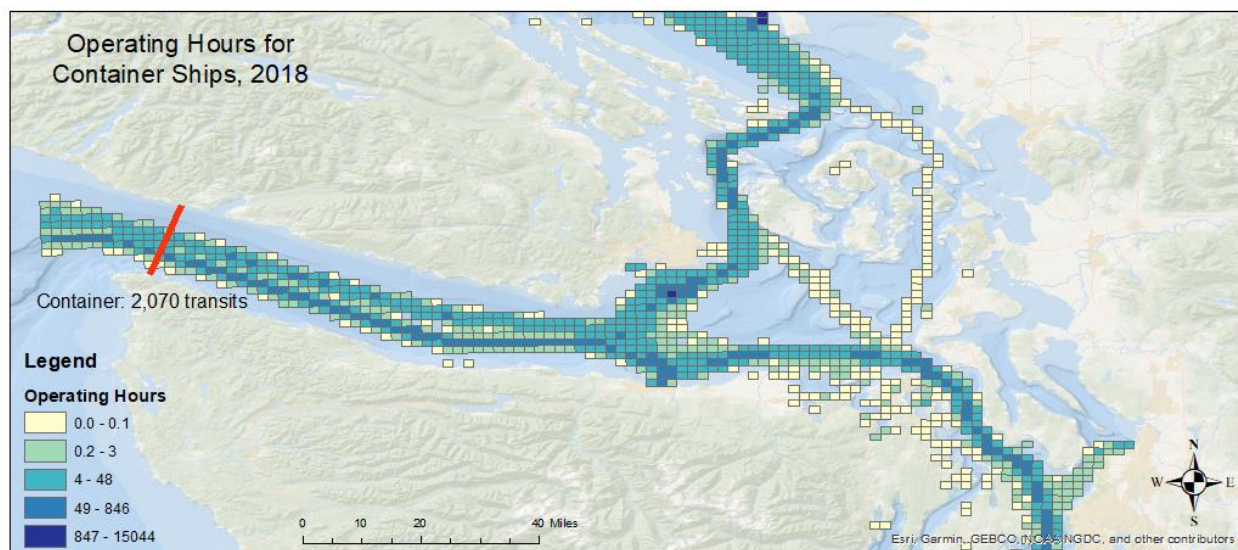 Operating Hours for
Container Ships, 2018
Container: 2,070 transits
Legend
Operating Hours
0.0 - 0.1
0.2 - 3
4 - 48
49 - 846
847 - 15044
0 10 20 40 Miles
N
W E
S
Esri, Garmin, GEBCO, NOAA NGDC, and other contributors